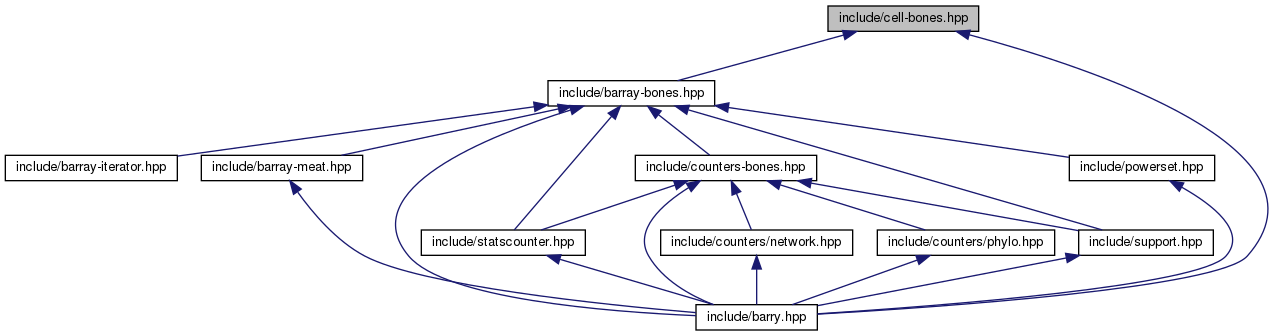 include/cell-bones.hpp
include/barray-bones.hpp
include/barray-iterator.hpp
include/barray-meat.hpp
include/counters-bones.hpp
include/powerset.hpp
include/statscounter.hpp
include/counters/network.hpp
include/counters/phylo.hpp
include/support.hpp
include/barry.hpp